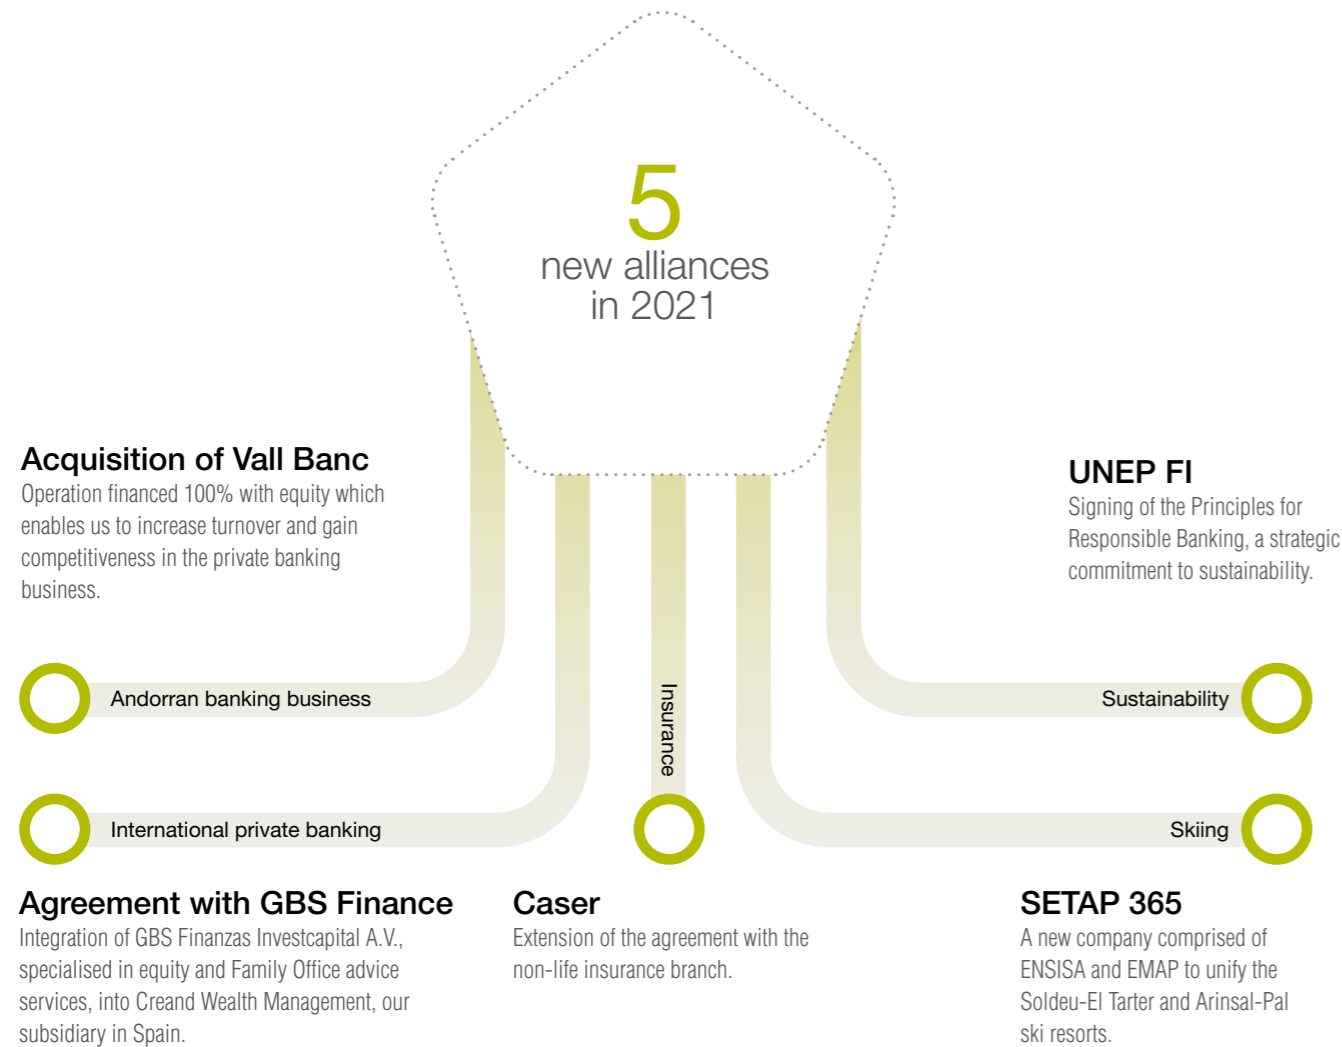 5
new alliances
in 2021
Acquisition of Vall Banc
Operation financed 100% with equity which
enables us to increase turnover and gain
competitiveness in the private banking
business.
Andorran banking business
UNEP FI
Signing of the Principles for
Responsible Banking, a strategic
commitment to sustainability.
Sustainability
Insurance
International private banking
Skiing
Agreement with GBS Finance
Integration of GBS Finanzas Investcapital A.V.,
specialised in equity and Family Office advice
services, into Creand Wealth Management, our
subsidiary in Spain.
Caser
Extension of the agreement with the
non-life insurance branch.
SETAP 365
A new company comprised of
ENSISA and EMAP to unify the
Soldeu-El Tarter and Arinsal-Pal
ski resorts.